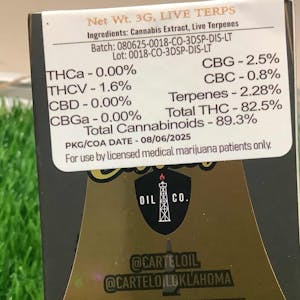 Net Wt. 3G, LIVE TERPS
Ingredients: Cannabis Extract, Live Terpenes
Batch: 080625-0018-CO-3DSP-DIS-LT
Lot: 0018-CO-3DSP-DIS-LT
THCa - 0.00%
THCV - 1.6%
CBD - 0.00%
CBGa - 0.00%
CBG - 2.5%
CBC - 0.8%
Terpenes - 2.28%
Total THC - 82.5%
Total Cannabinoids - 89.3%
PKG/COA DATE - 08/06/2025
For use by licensed medical marijuana patients only.
OIL CO.
@CARTELOIL
@CARTELOILOKLAHOMA